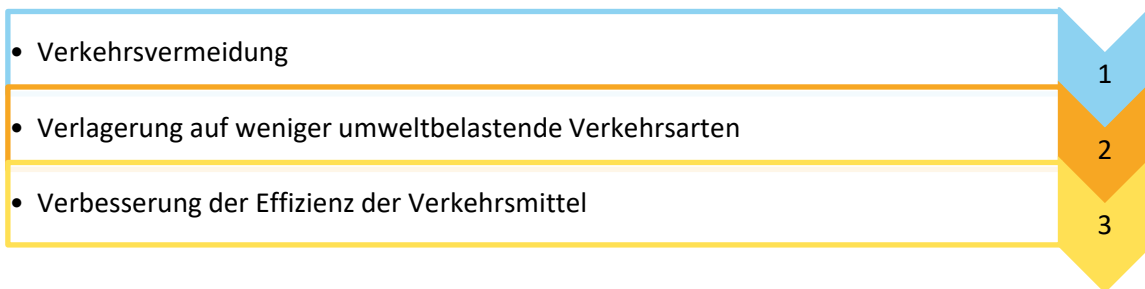 • Verkehrsvermeidung
1
• Verlagerung auf weniger umweltbelastende Verkehrsarten
2
• Verbesserung der Effizienz der Verkehrsmittel
3